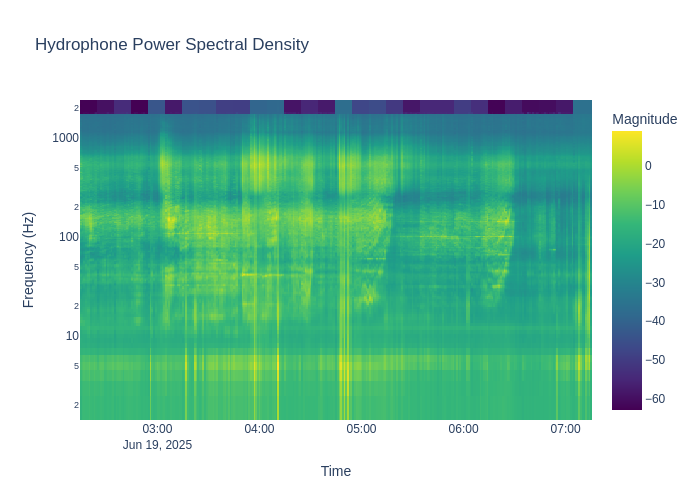 Hydrophone Power Spectral Density
Magnitude
2
1000
5
2
100
5
2
10
5
2
Frequency (Hz)
0
−10
−20
−30
−40
−50
−60
03:00 04:00 05:00 06:00 07:00
Jun 19, 2025
Time